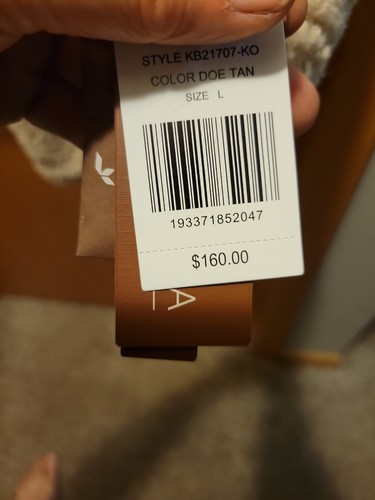 STYLE KB21707-KO
COLOR DOE TAN
SIZE L
193371852047
$160.00
A